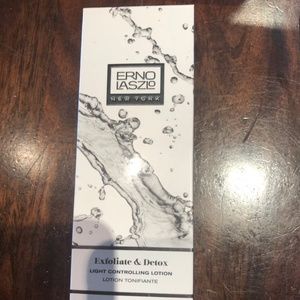 ERNO
LASZLO
NEW YORK
Exfoliate & Detox
LIGHT CONTROLLING LOTION
LOTION TONIFIANTE